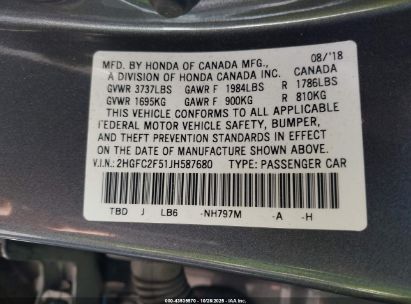 MFD. BY HONDA OF CANADA MFG., 08/'18
A DIVISION OF HONDA CANADA INC. CANADA
GVWR 3737LBS GAWR F 1984LBS R 1786LBS
GVWR 1695KG GAWR F 900KG R 810KG
THIS VEHICLE CONFORMS TO ALL APPLICABLE
FEDERAL MOTOR VEHICLE SAFETY, BUMPER,
AND THEFT PREVENTION STANDARDS IN EFFECT
ON THE DATE OF MANUFACTURE SHOWN ABOVE.
V.I.N.: 2HGFC2F51JH587680 TYPE: PASSENGER CAR
TBD J LB6 -NH797M -A -H